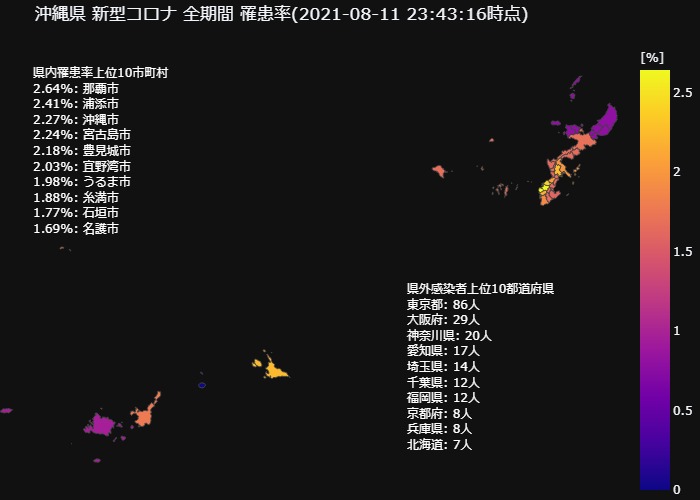 沖縄県 新型コロナ 全期間 罹患率(2021-08-11 23:43:16時点)
県内罹患率上位10市町村
2.64%: 那覇市
2.41%: 浦添市
2.27%: 沖縄市
2.24%: 宮古島市
2.18%: 豊見城市
2.03%: 宜野湾市
1.98%: うるま市
1.88%: 糸満市
1.77%: 石垣市
1.69%: 名護市
県外感染者上位10都道府県
東京都: 86人
大阪府: 29人
神奈川県: 20人
愛知県: 17人
埼玉県: 14人
千葉県: 12人
福岡県: 12人
京都府: 8人
兵庫県: 8人
北海道: 7人
[%]
2.5
2
1.5
1
0.5
0